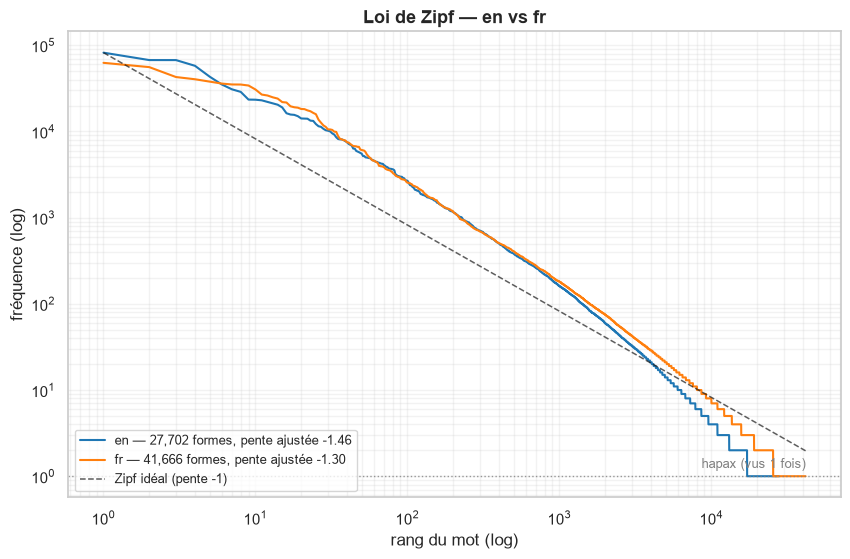 Loi de Zipf — en vs fr
fréquence (log)
10^5
10^4
10^3
10^2
10^1
10^0
hapax (vus 1 fois)
en — 27,702 formes, pente ajustée -1.46
fr — 41,666 formes, pente ajustée -1.30
Zipf idéal (pente -1)
10^0 10^1 10^2 10^3 10^4
rang du mot (log)